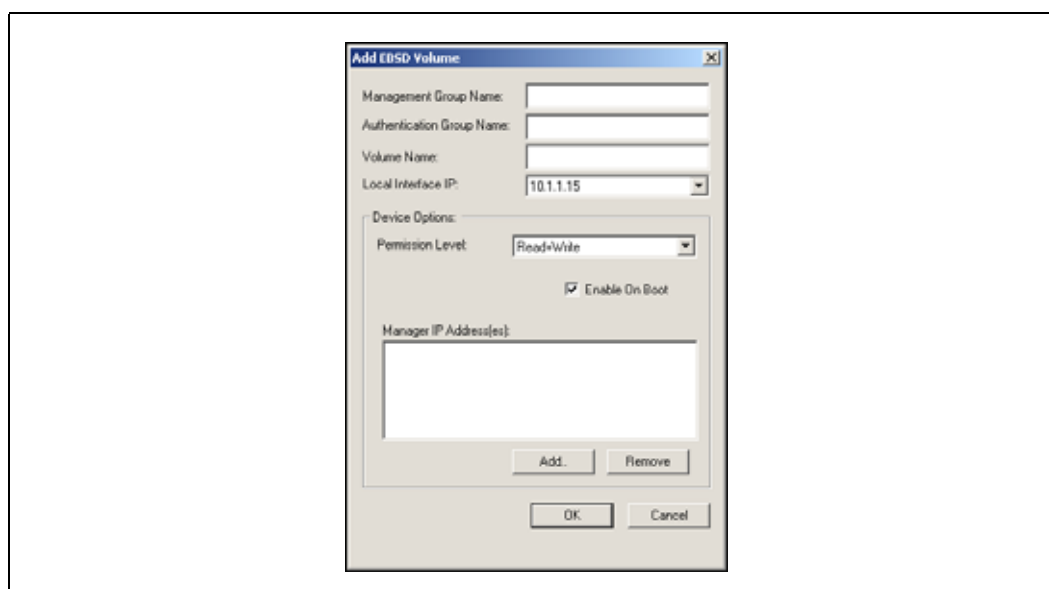 Add EBSD Volume
Management Group Name:
Authentication Group Name:
Volume Name:
Local Interface IP: 10.1.1.15
Device Options:
Permission Level: Read+Write
Enable On Boot
Manager IP Address(es):
Add.. Remove
OK Cancel